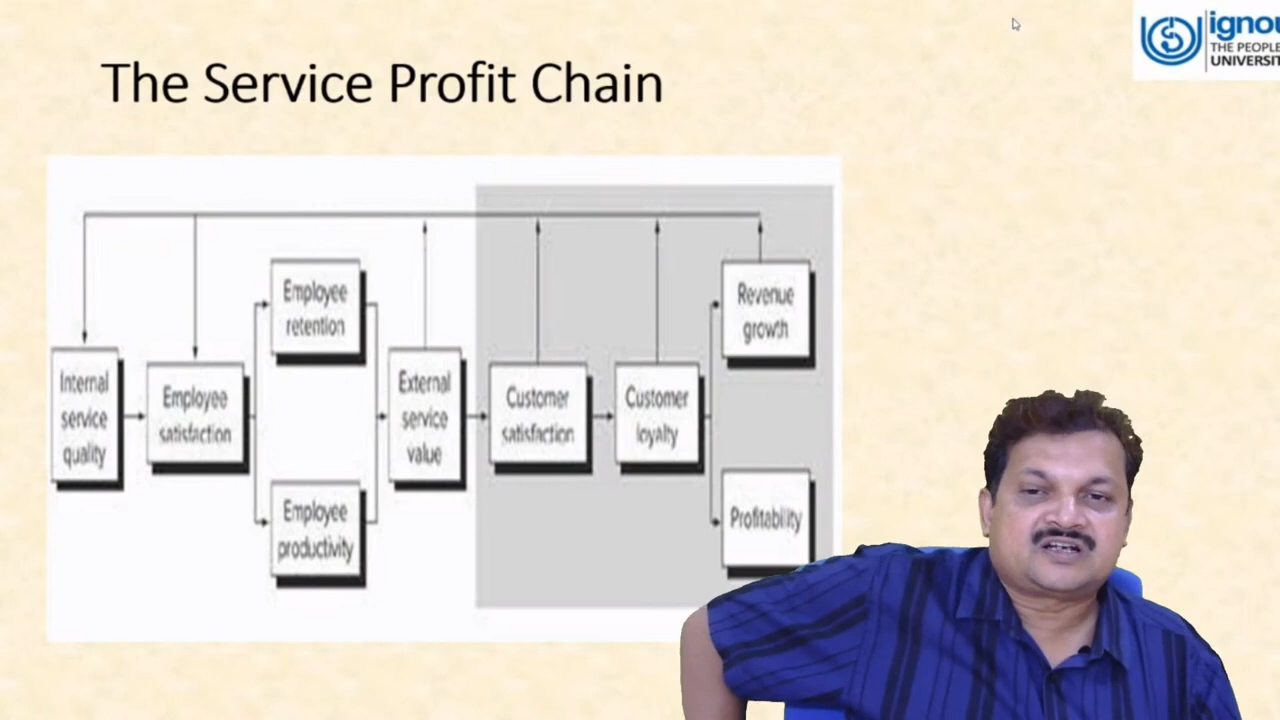 The Service Profit Chain
ignou
THE PEOPLE
UNIVERSIT
Employee
retention
Revenue
growth
Internal
service
quality
Employee
satisfaction
External
service
value
Customer
satisfaction
Customer
loyalty
Employee
productivity
Profitability